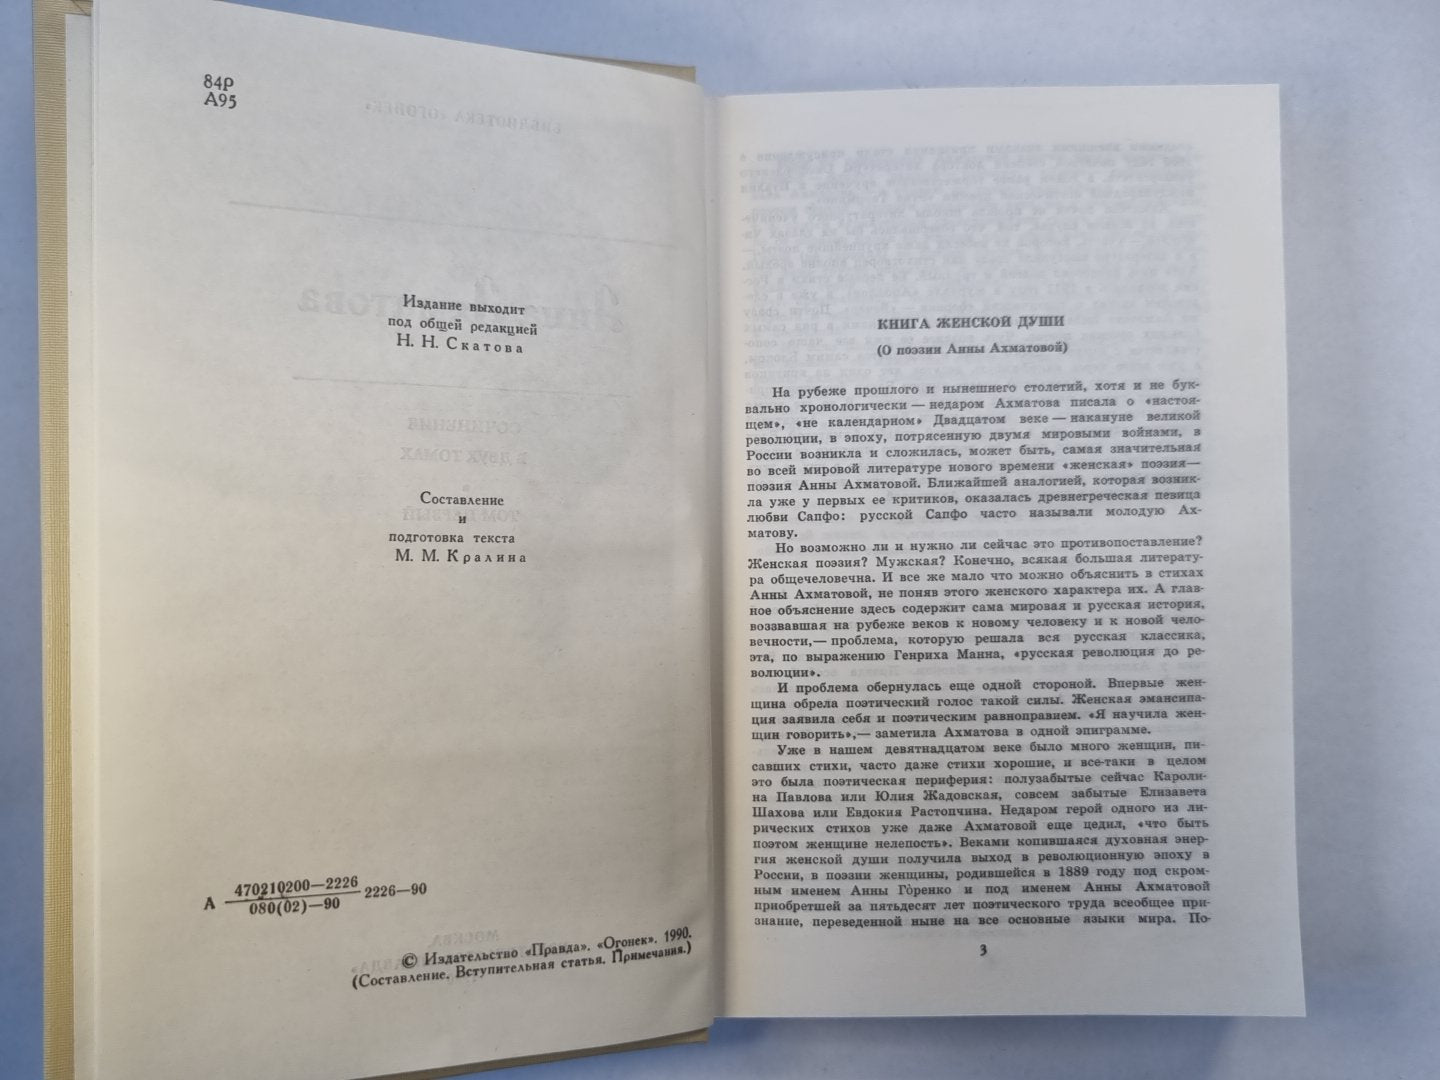 84Р
А95
Издание выходит
под общей редакцией
Н. Н. Скатова
Составление
и
подготовка текста
М. М. Кралина
А 470210200—2226
080(02)—90
2226—90
© Издательство «Правда». «Огонек». 1990.
(Составление. Вступительная статья. Примечания.)
КНИГА ЖЕНСКОЙ ДУШИ
(О поэзии Анны Ахматовой)
На рубеже прошлого и нынешнего столетий, хотя и не бук-
вально хронологически — недаром Ахматова писала о «настоя-
щем», «не календарном» Двадцатом веке — накануне великой
революции, в эпоху, потрясенную двумя мировыми войнами, в
России возникла и сложилась, может быть, самая значительная
во всей мировой литературе нового времени «женская» поэзия—
поэзия Анны Ахматовой. Ближайшей аналогией, которая возник-
ла уже у первых ее критиков, оказалась древнегреческая певица
любви Сапфо: русской Сапфо часто называли молодую Ах-
матову.
Но возможно ли и нужно ли сейчас это противопоставление?
Женская поэзия? Мужская? Конечно, всякая большая литерату-
ра общечеловечна. И все же мало что можно объяснить в стихах
Анны Ахматовой, не поняв этого женского характера их. А глав-
ное объяснение здесь содержит сама мировая и русская история,
воззвавшая на рубеже веков к новому человеку и к новой чело-
вечности,— проблема, которую решала вся русская классика,
эта, по выражению Генриха Манна, «русская революция до ре-
волюции».
И проблема обернулась еще одной стороной. Впервые жен-
щина обрела поэтический голос такой силы. Женская эмансипа-
ция заявила себя и поэтическим равноправием. «Я научила жен-
щин говорить»,— заметила Ахматова в одной эпиграмме.
Уже в нашем девятнадцатом веке было много женщин, пи-
савших стихи, часто даже стихи хорошие, и все-таки в целом
это была поэтическая периферия: полузабытые сейчас Кароли-
на Павлова или Юлия Жадовская, совсем забытые Елизавета
Шахова или Евдокия Растопчина. Недаром герой одного из ли-
рических стихов уже даже Ахматовой еще цедил, «что быть
поэтом женщине нелепость». Веками копившаяся духовная энер-
гия женской души получила выход в революционную эпоху в
России, в поэзии женщины, родившейся в 1889 году под скром-
ным именем Анны Го́ренко и под именем Анны Ахматовой
приобретшей за пятьдесят лет поэтического труда всеобщее при-
знание, переведенной ныне на все основные языки мира. По-
3